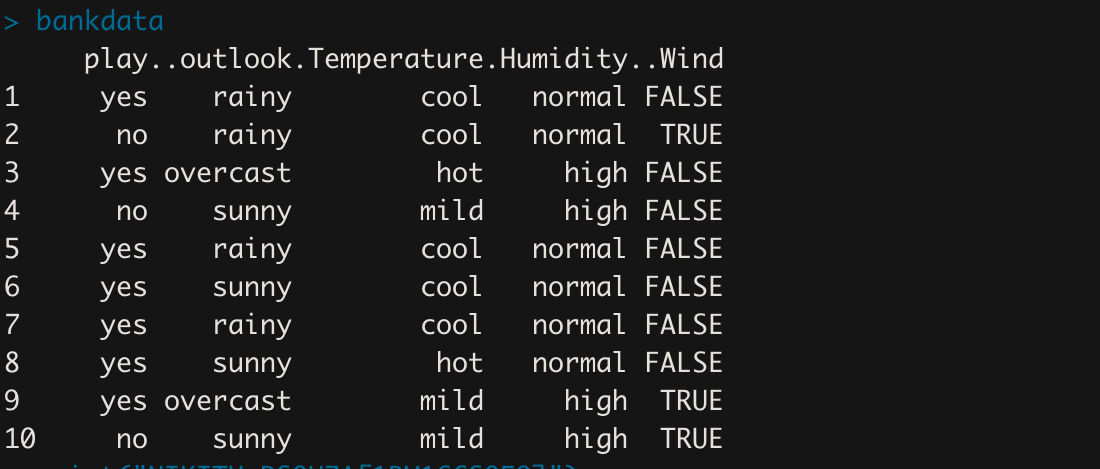 > bankdata
play..outlook.Temperature.Humidity..Wind
1 yes rainy cool normal FALSE
2 no rainy cool normal TRUE
3 yes overcast hot high FALSE
4 no sunny mild high FALSE
5 yes rainy cool normal FALSE
6 yes sunny cool normal FALSE
7 yes rainy cool normal FALSE
8 yes sunny hot normal FALSE
9 yes overcast mild high TRUE
10 no sunny mild high TRUE